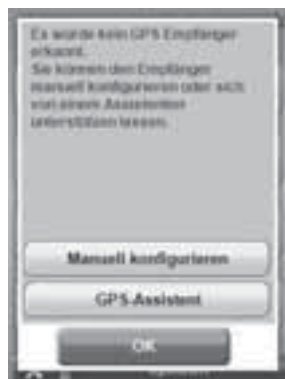 Es wurde kein GPS Empfänger
erkannt.
Sie können den Empfänger
manuell konfigurieren oder sich
von einem Assistenten
unterstützen lassen.
Manuell konfigurieren
GPS-Assistent
OK